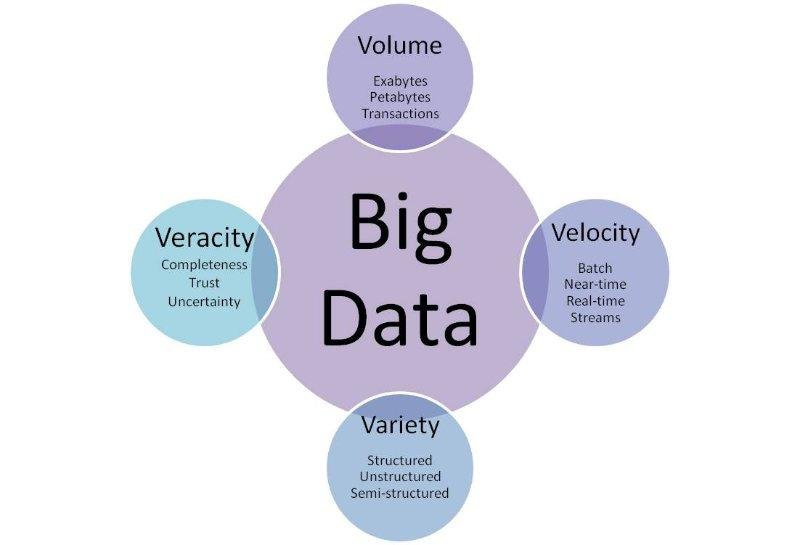 Volume
Exabytes
Petabytes
Transactions
Big
Data
Veracity
Completeness
Trust
Uncertainty
Velocity
Batch
Near-time
Real-time
Streams
Variety
Structured
Unstructured
Semi-structured